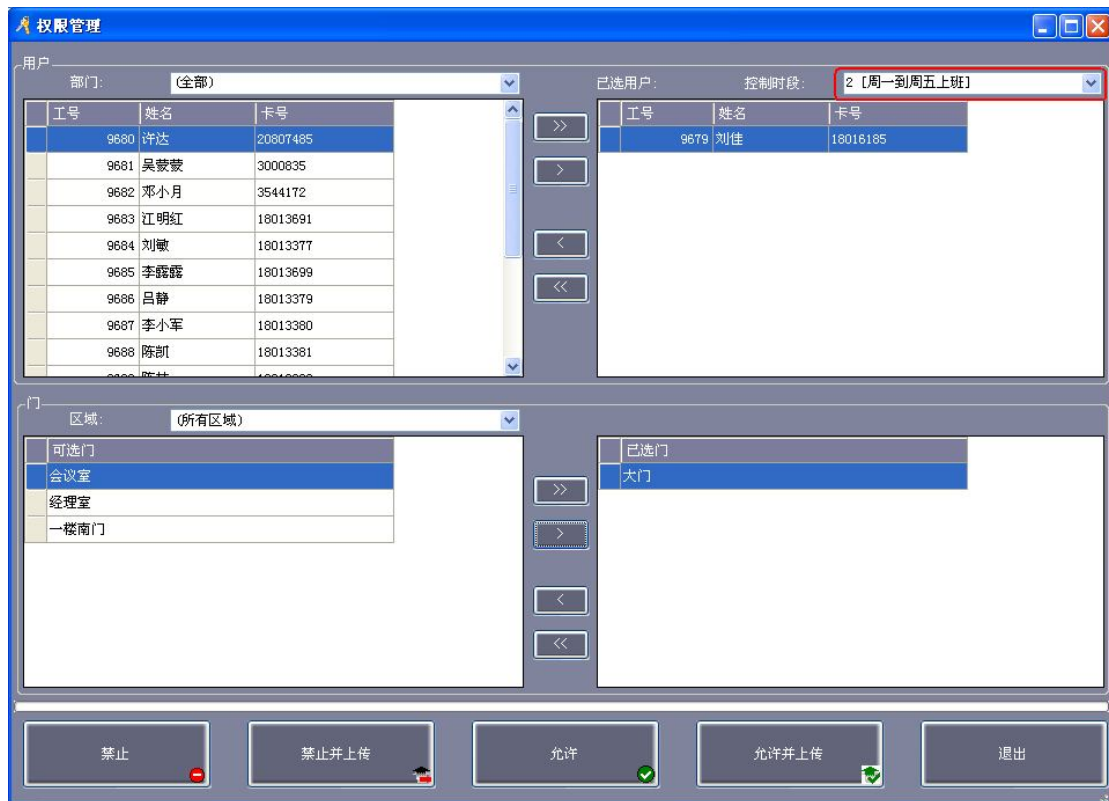 权限管理
用户
部门: (全部) 已选用户: 控制时段: 2 [周一到周五上班]
工号 姓名 卡号 >> 工号 姓名 卡号
9680 许达 20807485 9679 刘佳 18016185
9681 吴蒙蒙 3000835 >
9682 邓小月 3544172
9683 江明红 18013691
9684 刘敏 18013377 <
9685 李露露 18013699
9686 吕静 18013379 <<
9687 李小军 18013380
9688 陈凯 18013381
门
区域: (所有区域)
可选门 已选门
会议室 >> 大门
经理室
一楼南门 >
<
<<
禁止 禁止并上传 允许 允许并上传 退出